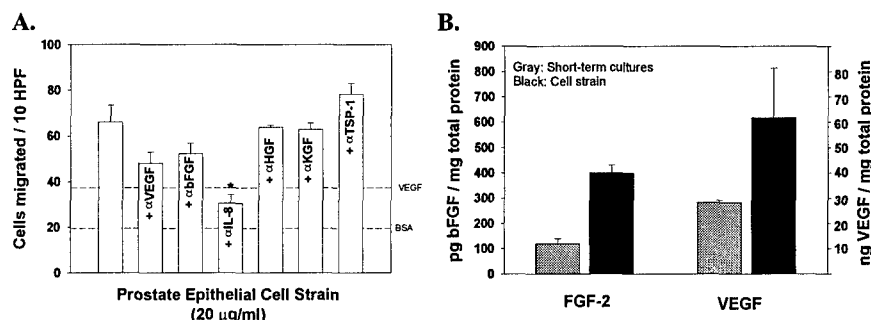 A.
Cells migrated / 10 HPF
100
80
60
40
20
0
+ αVEGF
+ αbFGF
*
+ αIL-8
+ αHGF
+ αKGF
+ αTSP-1
VEGF
BSA
Prostate Epithelial Cell Strain
(20 μg/ml)
B.
pg bFGF / mg total protein
900
800
700
600
500
400
300
200
100
0
Gray: Short-term cultures
Black: Cell strain
80
70
60
50
40
30
20
10
ng VEGF / mg total protein
FGF-2
VEGF